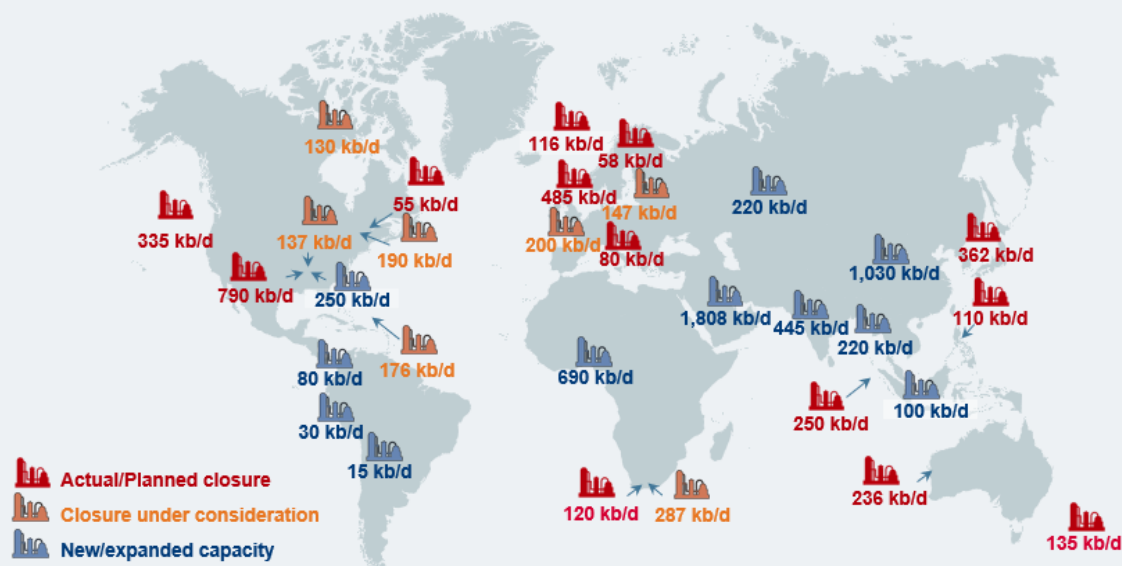 130 kb/d
116 kb/d
58 kb/d
55 kb/d
485 kb/d
147 kb/d
220 kb/d
335 kb/d
137 kb/d
190 kb/d
200 kb/d
80 kb/d
362 kb/d
1,030 kb/d
790 kb/d
250 kb/d
1,808 kb/d
445 kb/d
110 kb/d
220 kb/d
80 kb/d
176 kb/d
690 kb/d
100 kb/d
250 kb/d
30 kb/d
15 kb/d
Actual/Planned closure
Closure under consideration
New/expanded capacity
120 kb/d
287 kb/d
236 kb/d
135 kb/d